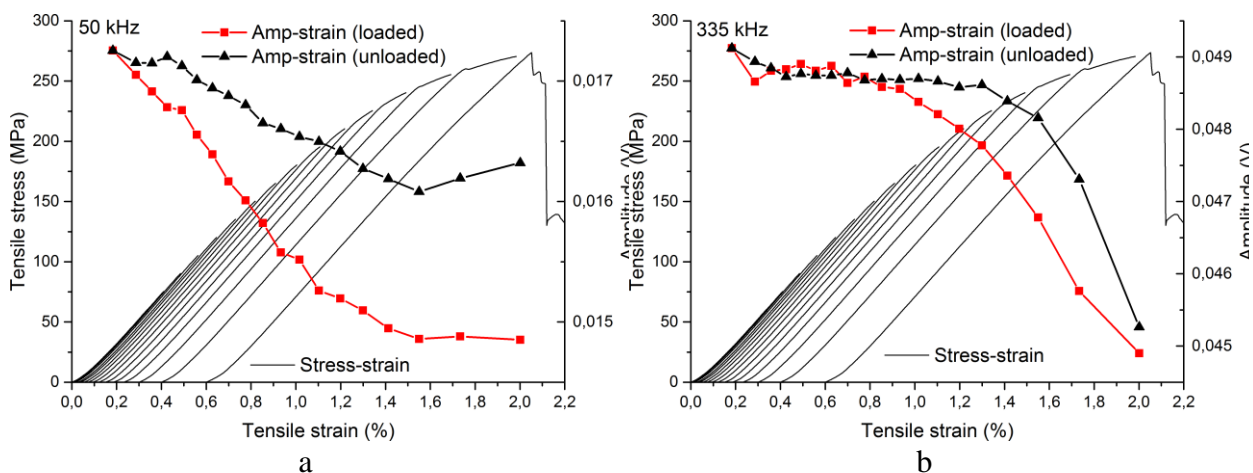 50 kHz
Amp-strain (loaded)
Amp-strain (unloaded)
Stress-strain
300
250
200
150
100
50
0
Tensile stress (MPa)
0,0 0,2 0,4 0,6 0,8 1,0 1,2 1,4 1,6 1,8 2,0 2,2
Tensile strain (%)
0,017
0,016
0,015
Amplitude (V)
a
335 kHz
Amp-strain (loaded)
Amp-strain (unloaded)
Stress-strain
300
250
200
150
100
50
0
Tensile stress (MPa)
0,0 0,2 0,4 0,6 0,8 1,0 1,2 1,4 1,6 1,8 2,0 2,2
Tensile strain (%)
0,049
0,048
0,047
0,046
0,045
Amplitude (V)
b